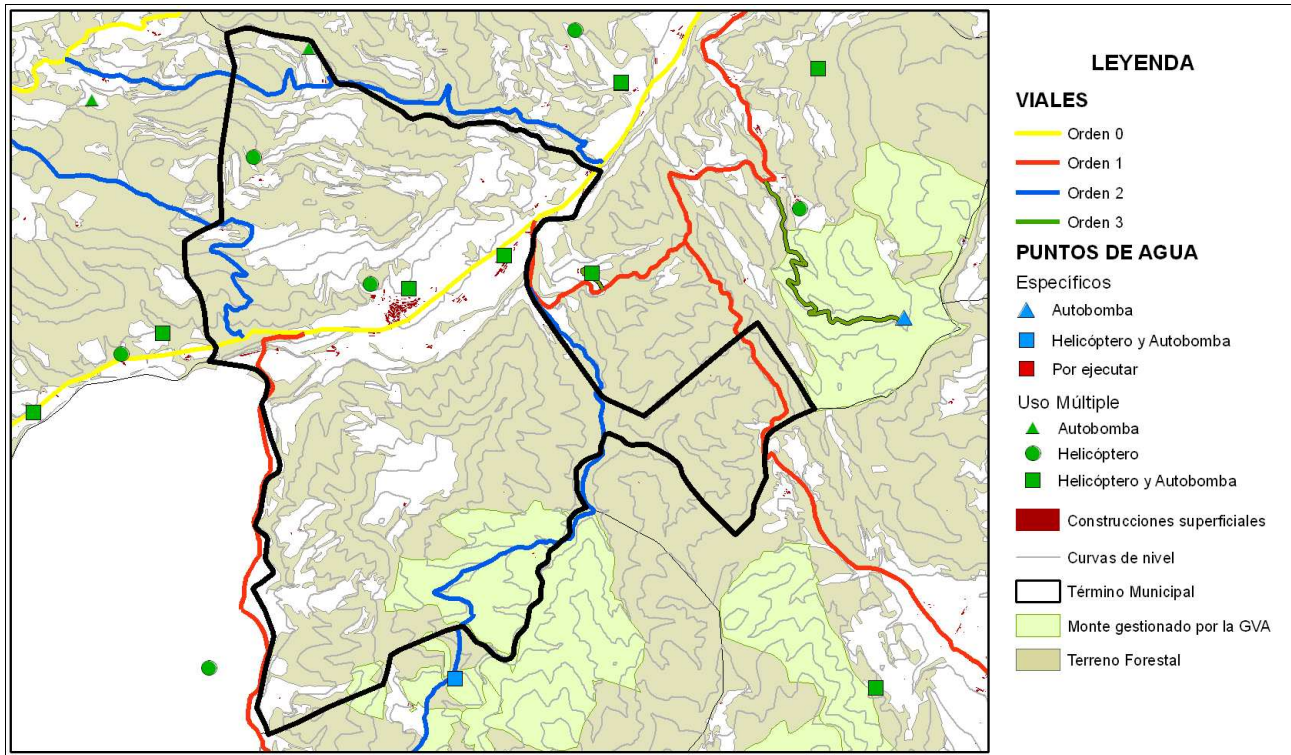 LEYENDA
VIALES
Orden 0
Orden 1
Orden 2
Orden 3
PUNTOS DE AGUA
Específicos
Autobomba
Helicóptero y Autobomba
Por ejecutar
Uso Múltiple
Autobomba
Helicóptero
Helicóptero y Autobomba
Construcciones superficiales
Curvas de nivel
Término Municipal
Monte gestionado por la GVA
Terreno Forestal